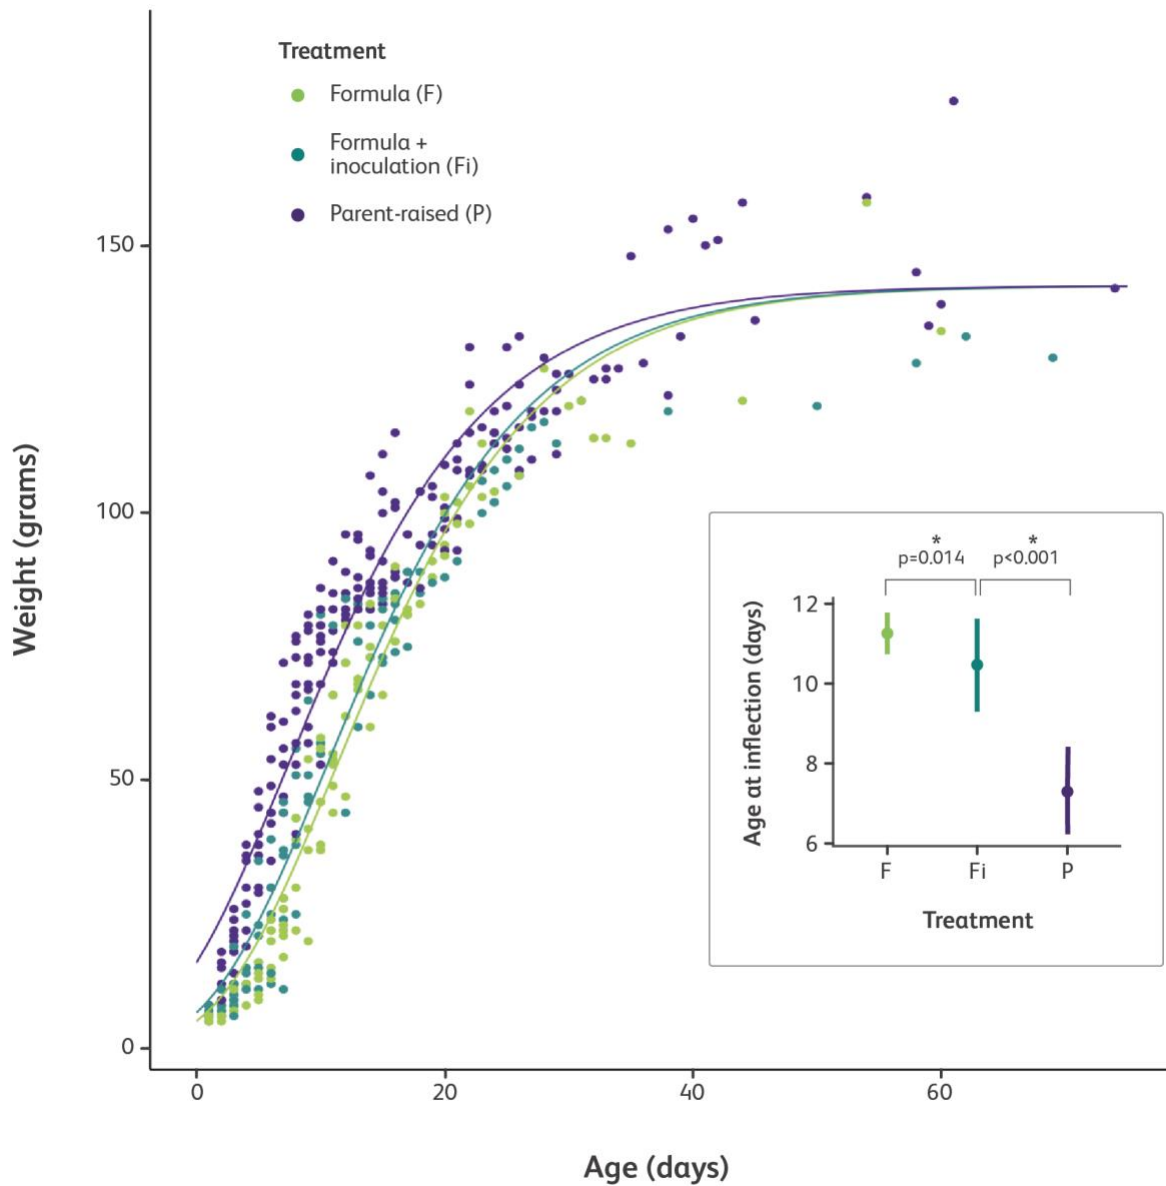 Treatment
Formula (F)
Formula +
inoculation (Fi)
Parent-raised (P)
Weight (grams)
150
100
50
0
0
20
40
60
Age (days)
*
p=0.014
*
p<0.001
Age at inflection (days)
12
10
8
6
F
Fi
P
Treatment